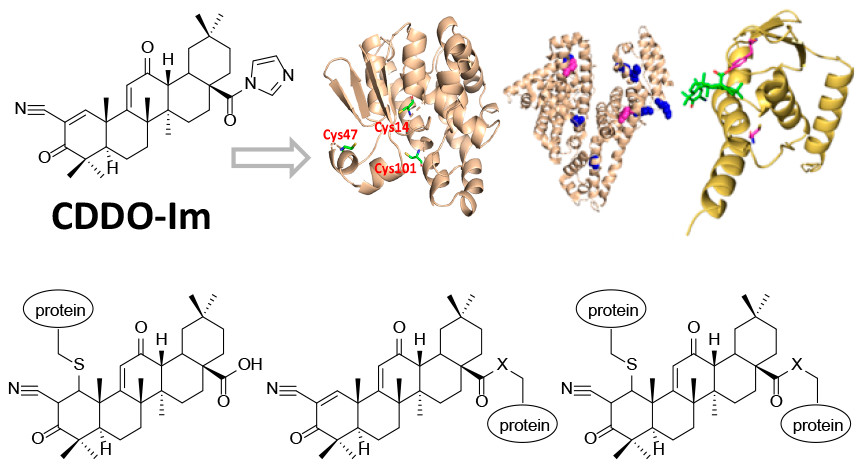 O
H
N
N
N
O
O
H
CDDO-Im
Cys47
Cys14
Cys101
protein
S
O
H
OH
O
N
O
H
O
H
X
O
N
O
H
protein
protein
S
O
H
X
O
N
O
H
protein